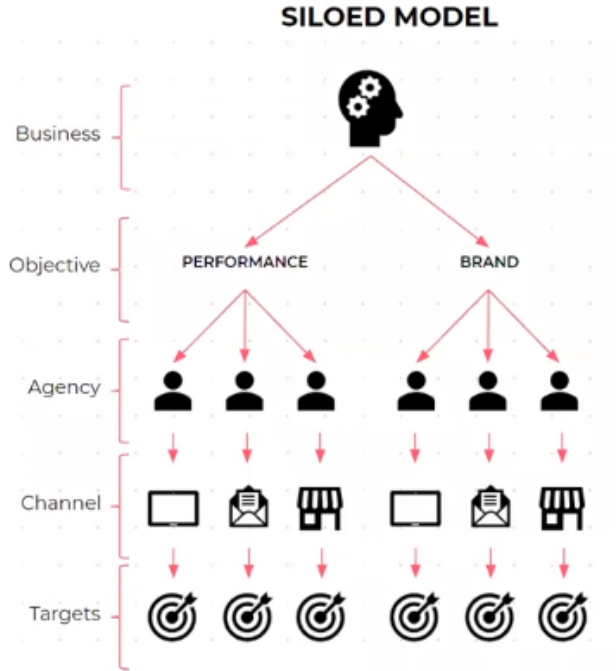 SILOED MODEL
Business
Objective
PERFORMANCE
BRAND
Agency
Channel
Targets